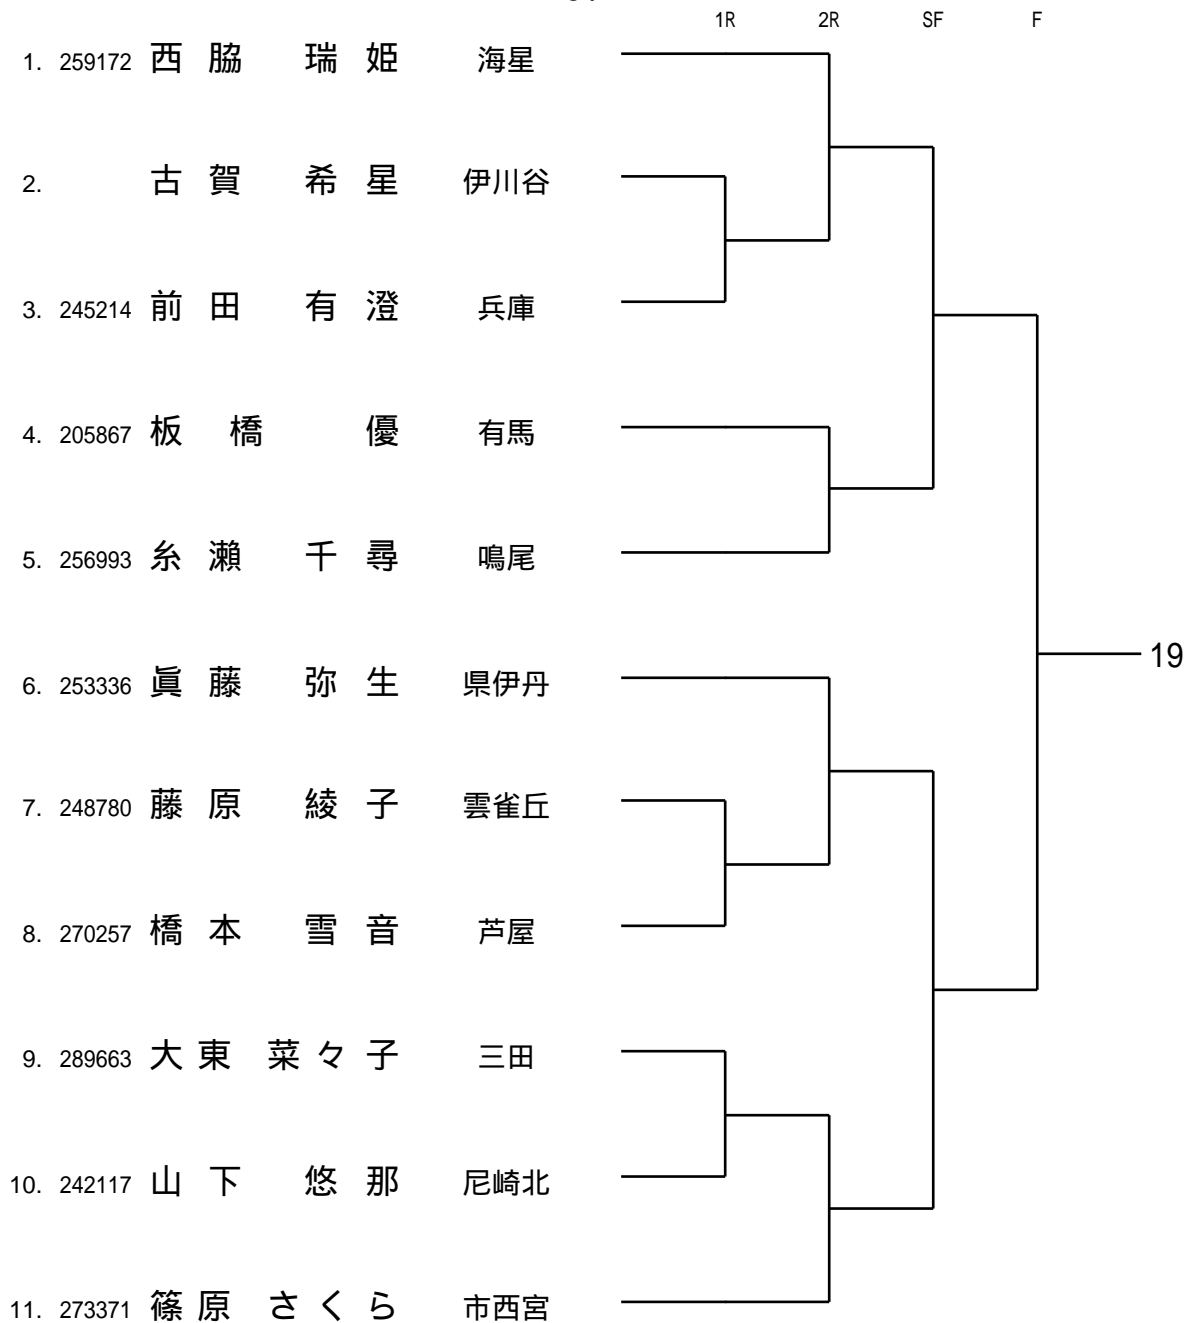 1R 2R SF F
1. 259172 西脇 瑞姫 海星
2. 古賀 希星 伊川谷
3. 245214 前田 有澄 兵庫
4. 205867 板橋 優 有馬
5. 256993 糸瀬 千尋 鳴尾
19
6. 253336 眞藤 弥生 県伊丹
7. 248780 藤原 綾子 雲雀丘
8. 270257 橋本 雪音 芦屋
9. 289663 大東 菜々子 三田
10. 242117 山下 悠那 尼崎北
11. 273371 篠原 さくら 市西宮